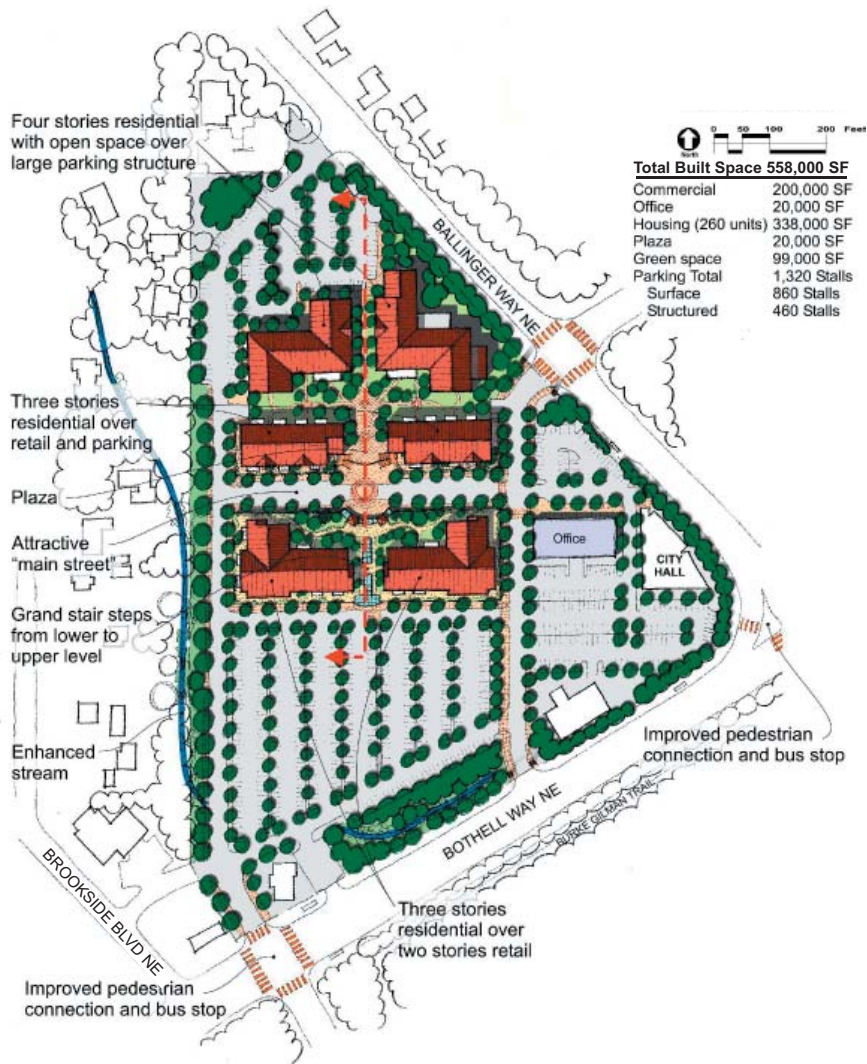 Four stories residential
with open space over
large parking structure
0 50 100 200 Feet
North
Total Built Space 558,000 SF
Commercial 200,000 SF
Office 20,000 SF
Housing (260 units) 338,000 SF
Plaza 20,000 SF
Green space 99,000 SF
Parking Total 1,320 Stalls
Surface 860 Stalls
Structured 460 Stalls
BALLINGER WAY NE
Three stories
residential over
retail and parking
Plaza
Attractive
"main street"
Office
CITY
HALL
Grand stair steps
from lower to
upper level
Enhanced
stream
Improved pedestrian
connection and bus stop
BOTHELL WAY NE
BURKE GILMAN TRAIL
BROOKSIDE BLVD NE
Three stories
residential over
two stories retail
Improved pedestrian
connection and bus stop